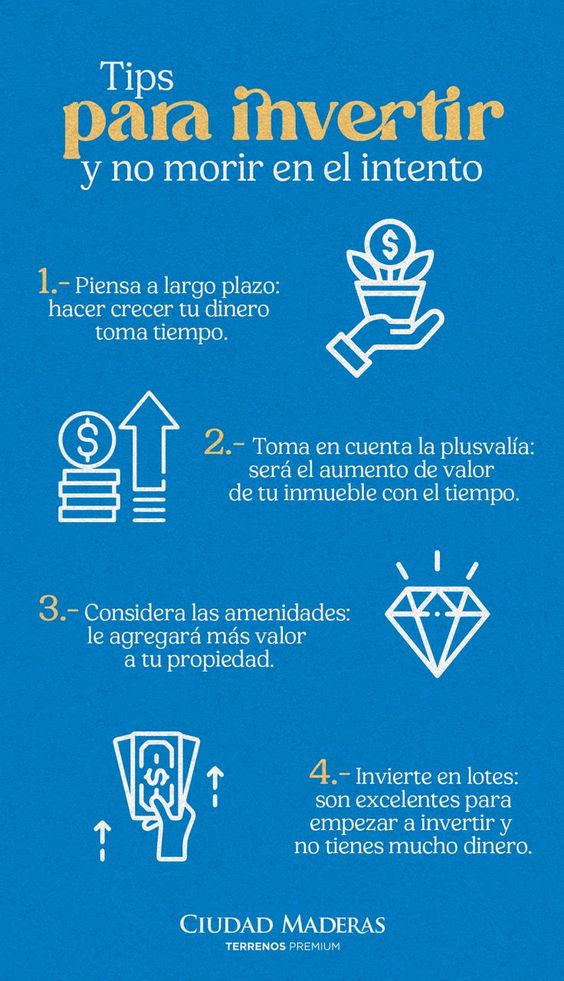 Tips
para invertir
y no morir en el intento
1.- Piensa a largo plazo:
hacer crecer tu dinero
toma tiempo.
$
$
2.- Toma en cuenta la plusvalía:
será el aumento de valor
de tu inmueble con el tiempo.
3.- Considera las amenidades:
le agregará más valor
a tu propiedad.
$
4.- Invierte en lotes:
son excelentes para
empezar a invertir y
no tienes mucho dinero.
CIUDAD MADERAS
TERRENOS PREMIUM